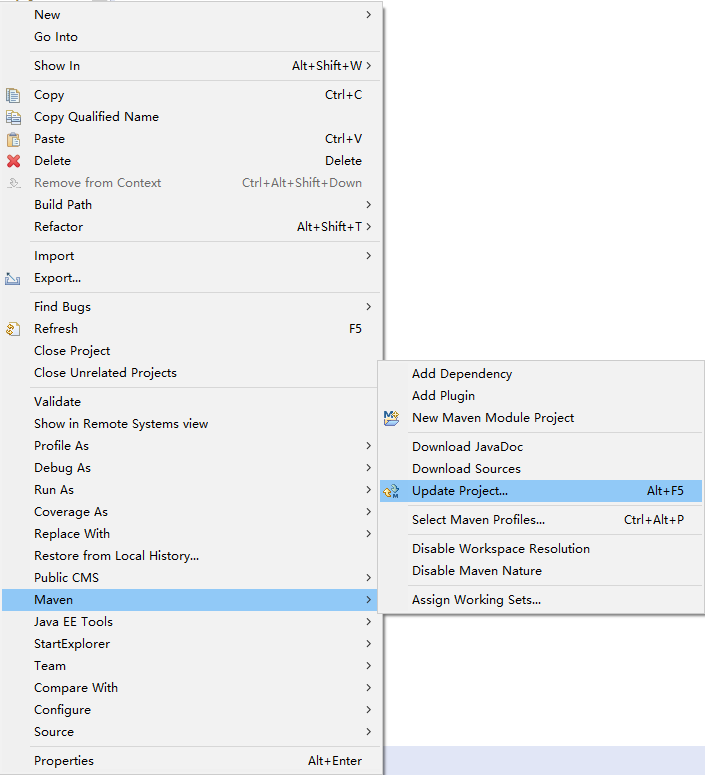 New
Go Into
Show In Alt+Shift+W
Copy Ctrl+C
Copy Qualified Name
Paste Ctrl+V
Delete Delete
Remove from Context Ctrl+Alt+Shift+Down
Build Path
Refactor Alt+Shift+T
Import
Export...
Find Bugs
Refresh F5
Close Project
Close Unrelated Projects
Validate
Show in Remote Systems view
Profile As
Debug As
Run As
Coverage As
Replace With
Restore from Local History...
Public CMS
Maven
Java EE Tools
StartExplorer
Team
Compare With
Configure
Source
Properties Alt+Enter
Add Dependency
Add Plugin
New Maven Module Project
Download JavaDoc
Download Sources
Update Project... Alt+F5
Select Maven Profiles... Ctrl+Alt+P
Disable Workspace Resolution
Disable Maven Nature
Assign Working Sets...